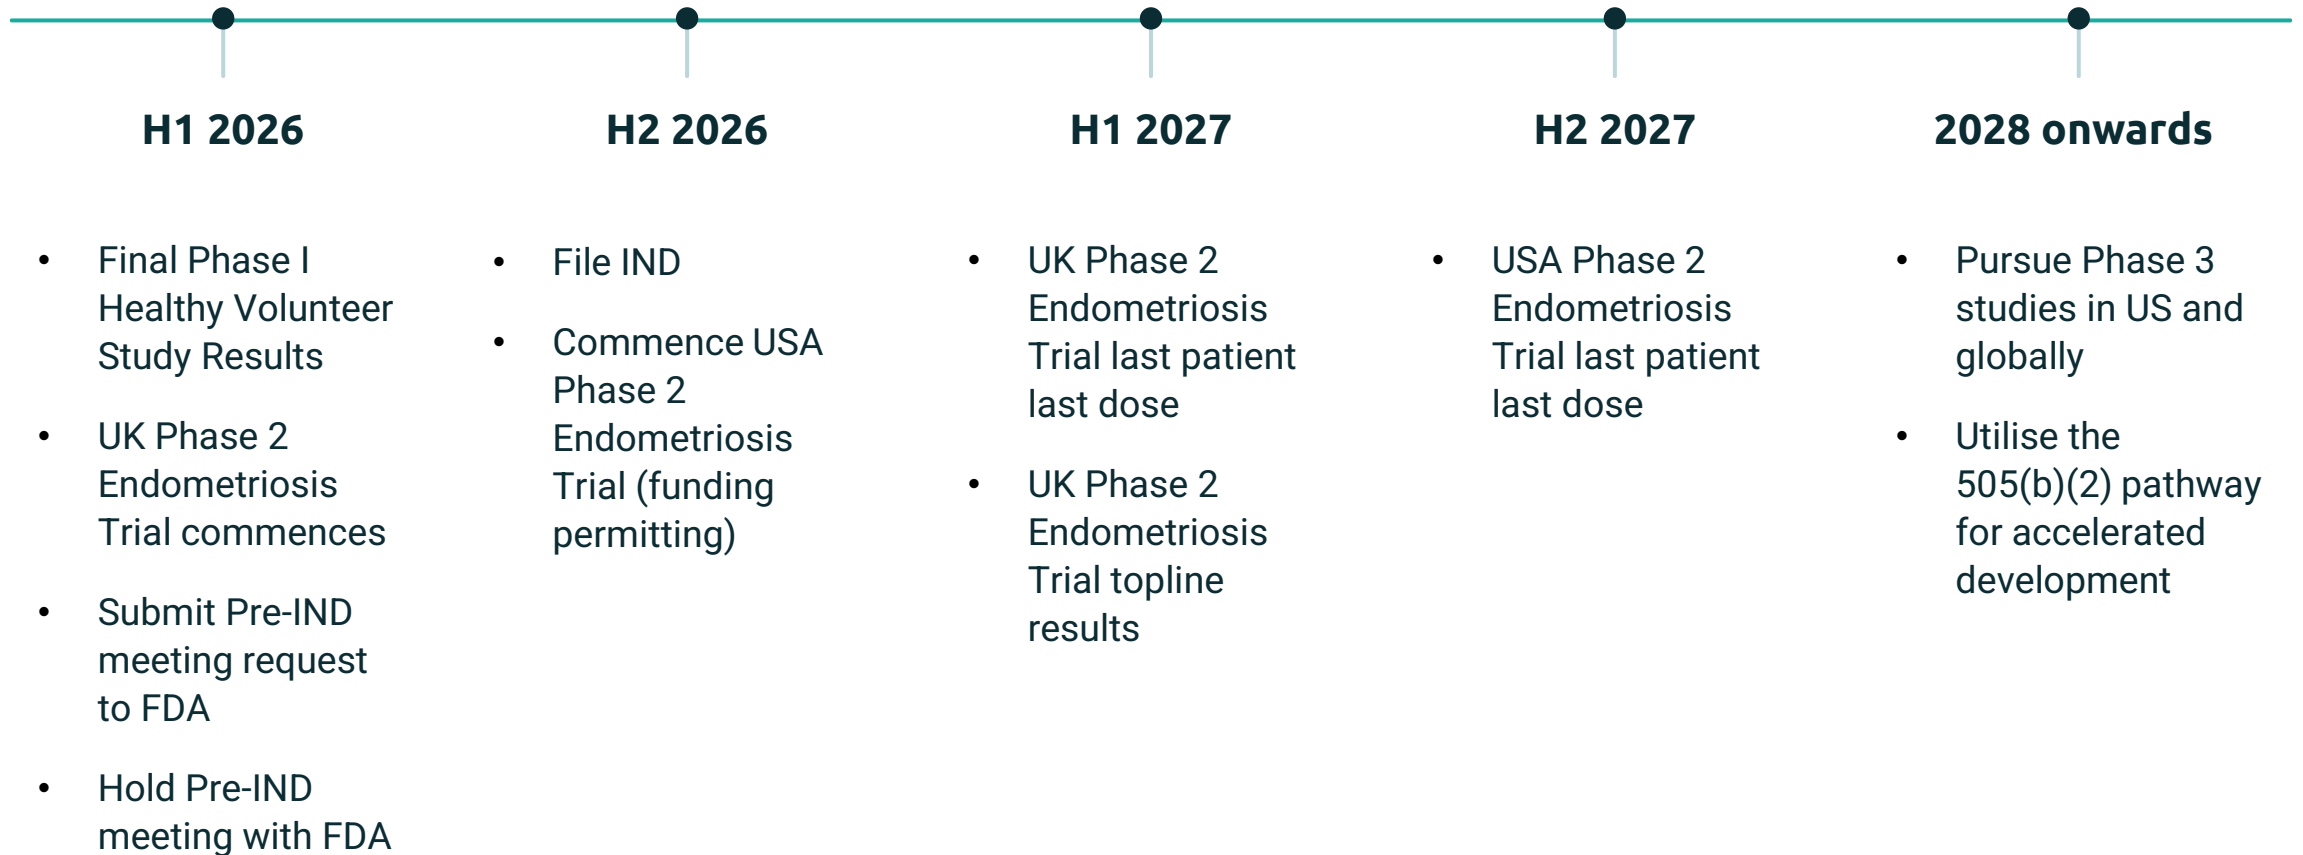 H1 2026
• Final Phase I
Healthy Volunteer
Study Results
• UK Phase 2
Endometriosis
Trial commences
• Submit Pre-IND
meeting request
to FDA
• Hold Pre-IND
meeting with FDA
H2 2026
• File IND
• Commence USA
Phase 2
Endometriosis
Trial (funding
permitting)
H1 2027
• UK Phase 2
Endometriosis
Trial last patient
last dose
• UK Phase 2
Endometriosis
Trial topline
results
H2 2027
• USA Phase 2
Endometriosis
Trial last patient
last dose
2028 onwards
• Pursue Phase 3
studies in US and
globally
• Utilise the
505(b)(2) pathway
for accelerated
development